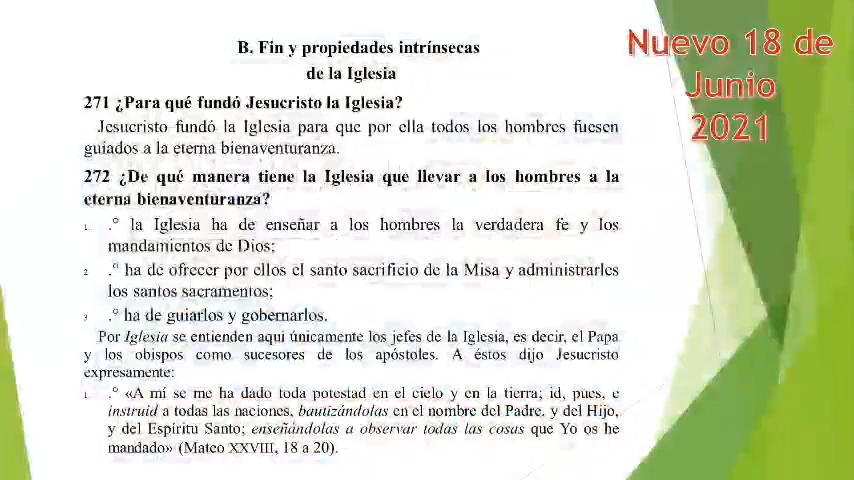 B. Fin y propiedades intrínsecas
de la Iglesia
271 ¿Para qué fundó Jesucristo la Iglesia?
Jesucristo fundó la Iglesia para que por ella todos los hombres fuesen
guiados a la eterna bienaventuranza.
272 ¿De qué manera tiene la Iglesia que llevar a los hombres a la
eterna bienaventuranza?
1. .° la Iglesia ha de enseñar a los hombres la verdadera fe y los
mandamientos de Dios;
2 .° ha de ofrecer por ellos el santo sacrificio de la Misa y administrarles
los santos sacramentos;
3 .° ha de guiarlos y gobernarlos.
Por Iglesia se entienden aquí únicamente los jefes de la Iglesia, es decir, el Papa
y los obispos como sucesores de los apóstoles. A éstos dijo Jesucristo
expresamente:
1. .° «A mí se me ha dado toda potestad en el cielo y en la tierra; id, pues, e
instruid a todas las naciones, bautizándolas en el nombre del Padre, y del Hijo,
y del Espíritu Santo; enseñándolas a observar todas las cosas que Yo os he
mandado» (Mateo XXVIII, 18 a 20).
Nuevo 18 de
Junio
2021